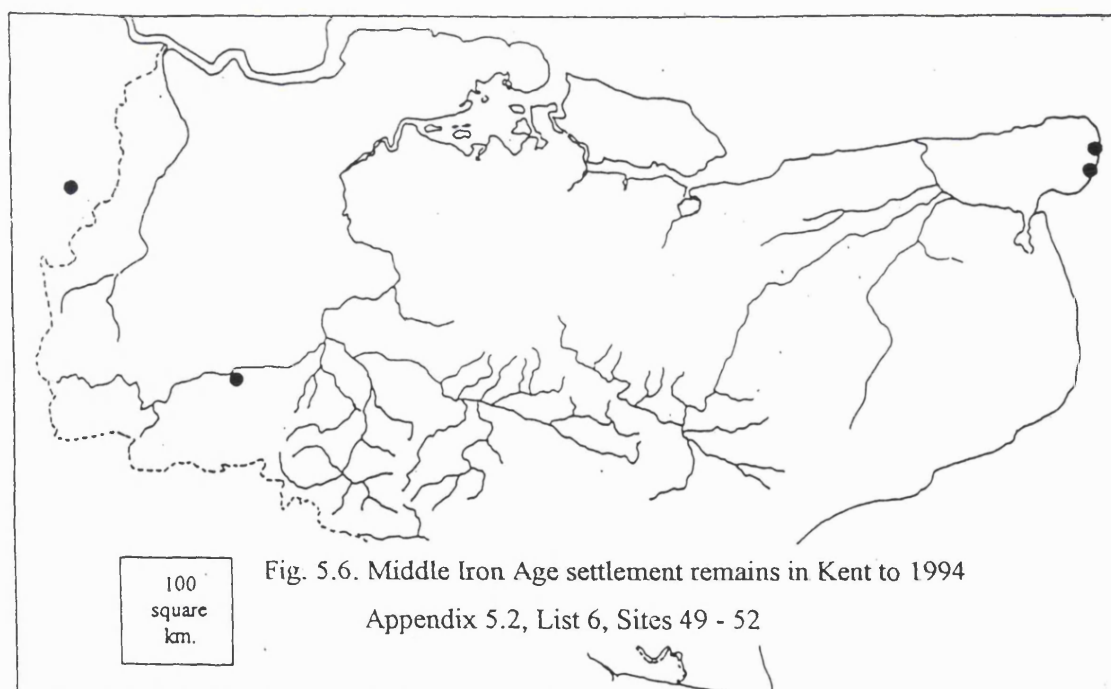 100
square
km.
Fig. 5.6. Middle Iron Age settlement remains in Kent to 1994
Appendix 5.2, List 6, Sites 49 - 52